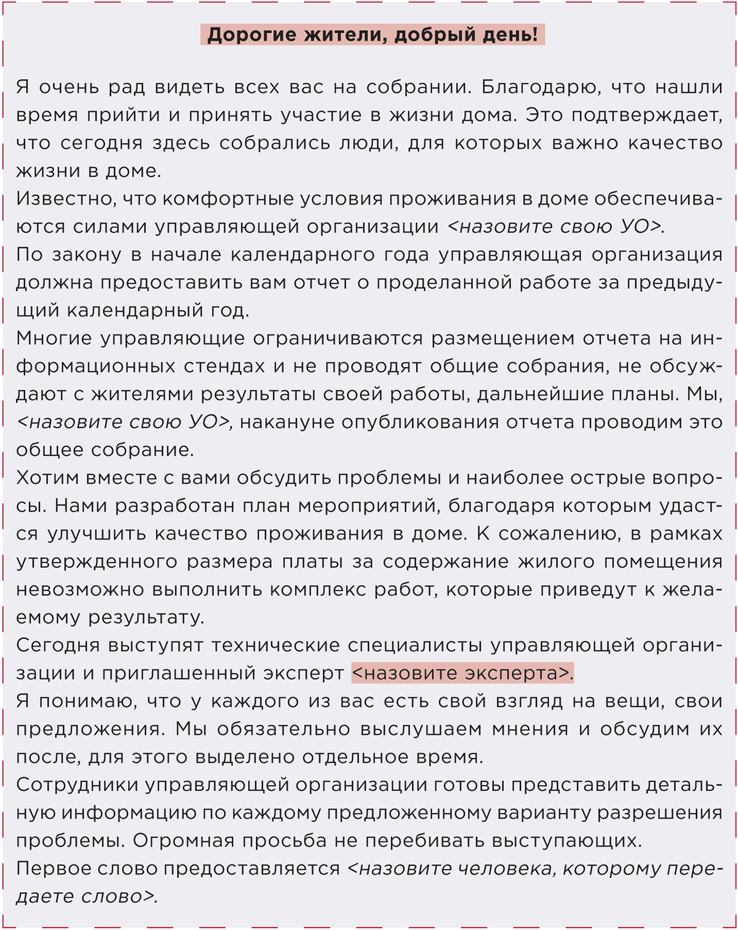 Дорогие жители, добрый день!
Я очень рад видеть всех вас на собрании. Благодарю, что нашли
время прийти и принять участие в жизни дома. Это подтверждает,
что сегодня здесь собрались люди, для которых важно качество
жизни в доме.
Известно, что комфортные условия проживания в доме обеспечива-
ются силами управляющей организации <назовите свою УО>.
По закону в начале календарного года управляющая организация
должна предоставить вам отчет о проделанной работе за предыду-
щий календарный год.
Многие управляющие ограничиваются размещением отчета на ин-
формационных стендах и не проводят общие собрания, не обсуж-
дают с жителями результаты своей работы, дальнейшие планы. Мы,
<назовите свою УО>, накануне опубликования отчета проводим это
общее собрание.
Хотим вместе с вами обсудить проблемы и наиболее острые вопро-
сы. Нами разработан план мероприятий, благодаря которым удаст-
ся улучшить качество проживания в доме. К сожалению, в рамках
утвержденного размера платы за содержание жилого помещения
невозможно выполнить комплекс работ, которые приведут к жела-
емому результату.
Сегодня выступят технические специалисты управляющей органи-
зации и приглашенный эксперт <назовите эксперта>.
Я понимаю, что у каждого из вас есть свой взгляд на вещи, свои
предложения. Мы обязательно выслушаем мнения и обсудим их
после, для этого выделено отдельное время.
Сотрудники управляющей организации готовы представить деталь-
ную информацию по каждому предложенному варианту разрешения
проблемы. Огромная просьба не перебивать выступающих.
Первое слово предоставляется <назовите человека, которому пере-
даете слово>.